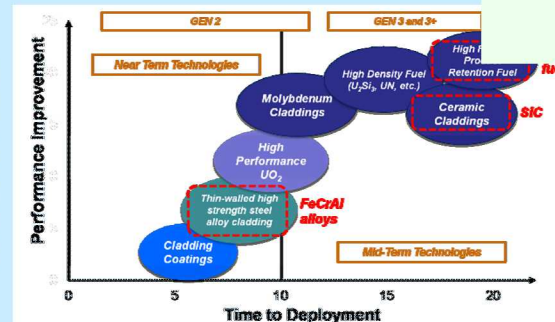 GEN 2
GEN 3 and 3+
Near Term Technologies
High Density Fuel
(U3Si2, UN, etc.)
Retention Fuel
Molybdenum
Claddings
Ceramic
Claddings
SiC
High
Performance
UO2
Thin-walled high
strength steel
alloy cladding
FeCrAl
alloys
Cladding
Coatings
Mid-Term Technologies
Performance Improvement
0
5
10
15
20
Time to Deployment